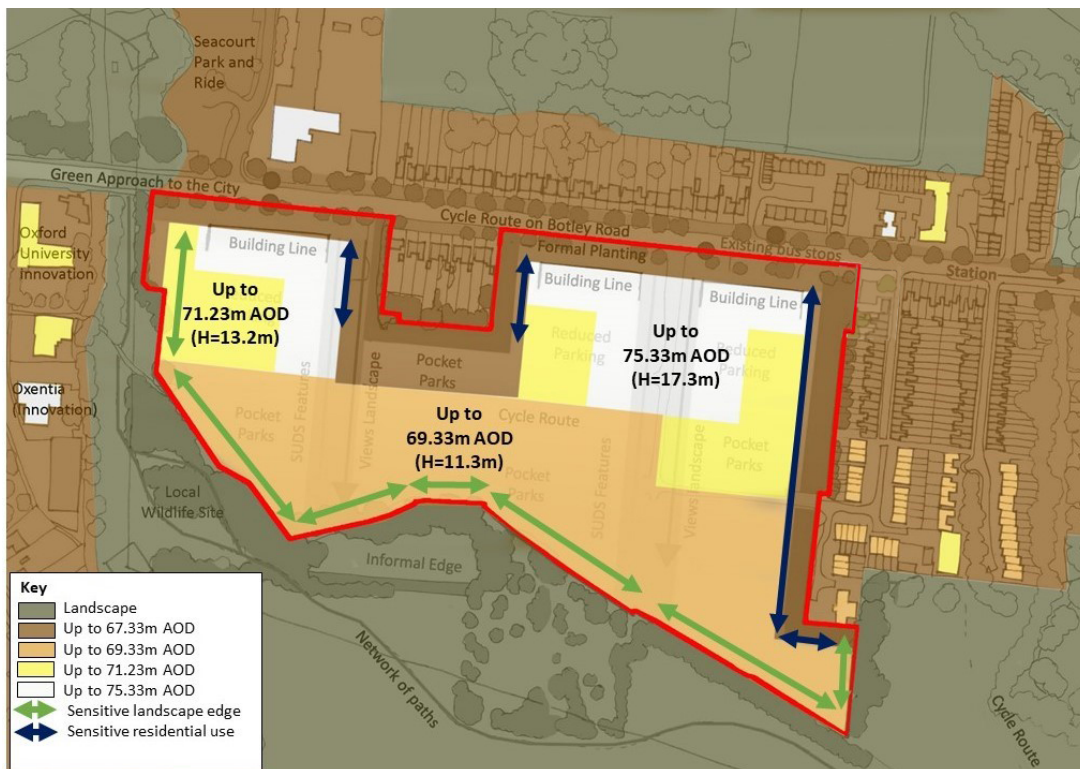 Seacourt
Park and
Ride
Green Approach to the City
Cycle Route on Botley Road
Existing bus stops
Station
Oxford
University
Innovation
Formal Planting
Building Line
Building Line
Building Line
Up to
71.23m AOD
(H=13.2m)
Reduced
Parking
Up to
75.33m AOD
(H=17.3m)
Reduced
Parking
Pocket
Parks
Oxentia
(Innovation)
Up to
69.33m AOD
(H=11.3m)
Cycle Route
Pocket
Parks
SUDS Features
Views Landscape
Pocket
Parks
SUDS Features
Views Landscape
Pocket
Parks
Local
Wildlife Site
Informal Edge
Network of paths
Cycle Route
Key
Landscape
Up to 67.33m AOD
Up to 69.33m AOD
Up to 71.23m AOD
Up to 75.33m AOD
Sensitive landscape edge
Sensitive residential use